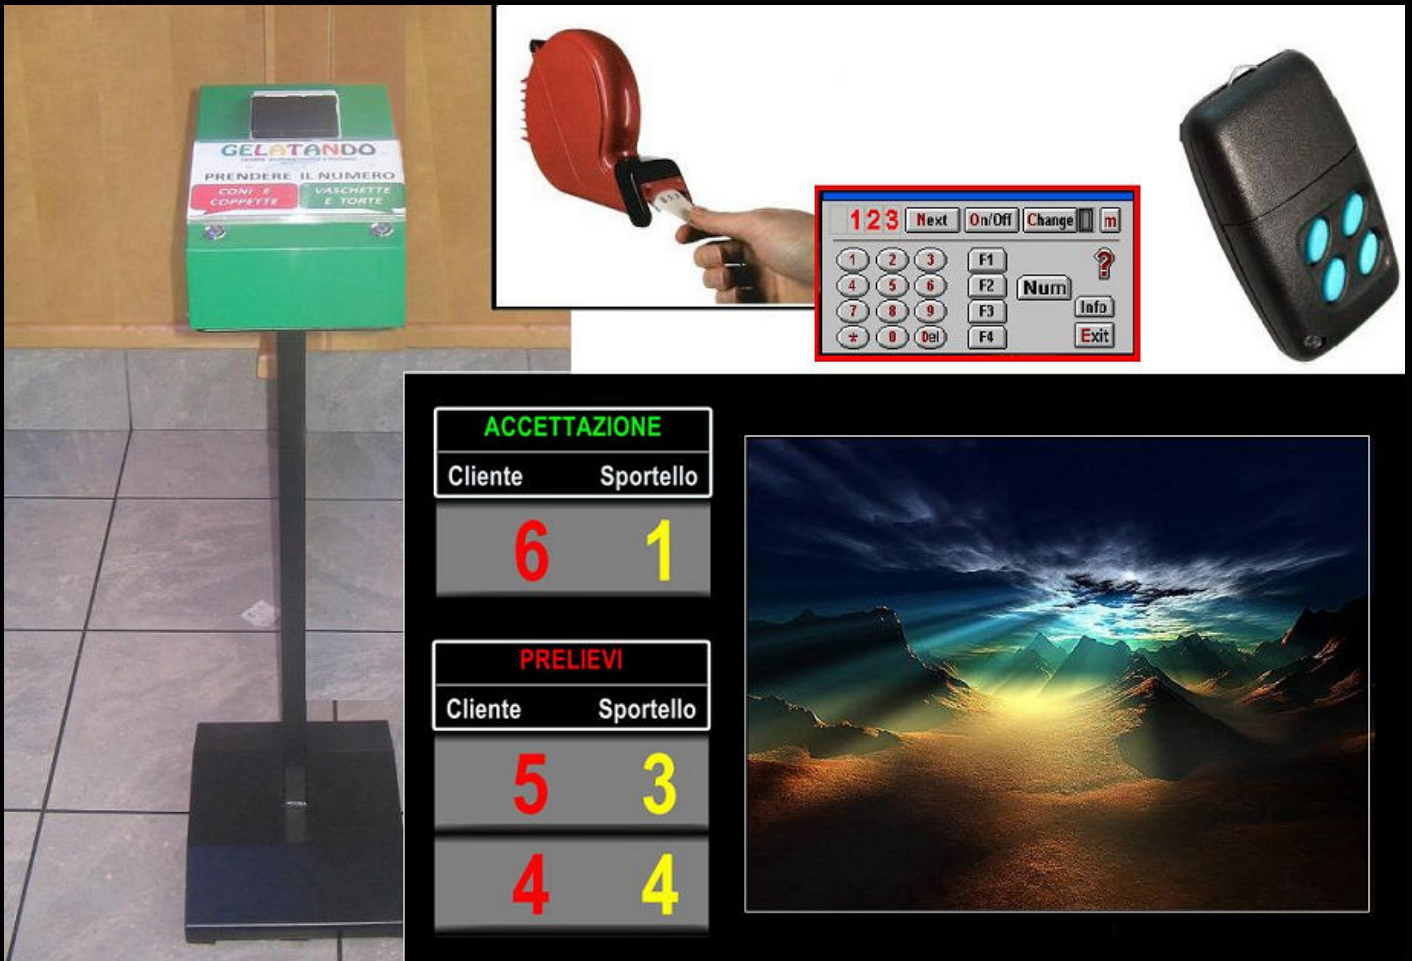 GELATANDO
PRENDERE IL NUMERO
CONI E COPPETTE
VASCHETTE E TORTE
123 Next On/Off Change m
1 2 3 F1 ?
4 5 6 F2 Num
7 8 9 F3 Info
* 0 Del F4 Exit
ACCETTAZIONE
Cliente Sportello
6 1
PRELIEVI
Cliente Sportello
5 3
4 4